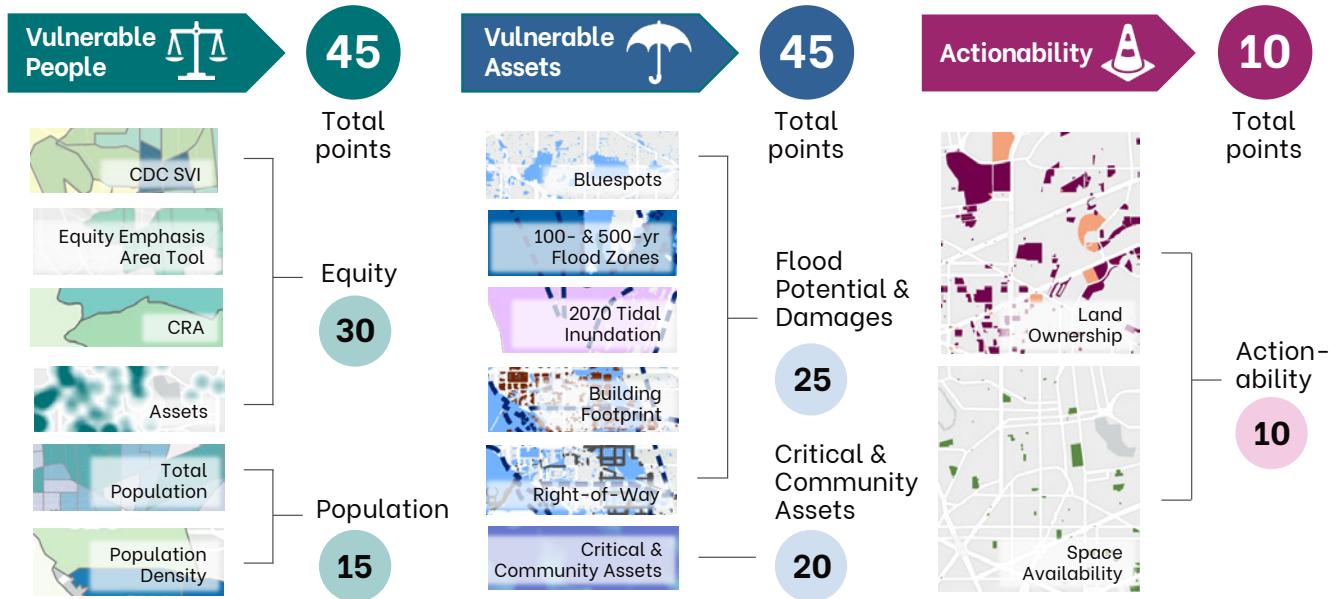 Vulnerable
People
45
Total
points
CDC SVI
Equity Emphasis
Area Tool
CRA
Assets
Equity
30
Total
Population
Population
Density
Population
15
Vulnerable
Assets
45
Total
points
Bluespots
100- & 500-yr
Flood Zones
2070 Tidal
Inundation
Building
Footprint
Right-of-Way
Flood
Potential &
Damages
25
Critical &
Community Assets
Critical &
Community
Assets
20
Actionability
10
Total
points
Land
Ownership
Space
Availability
Action-
ability
10